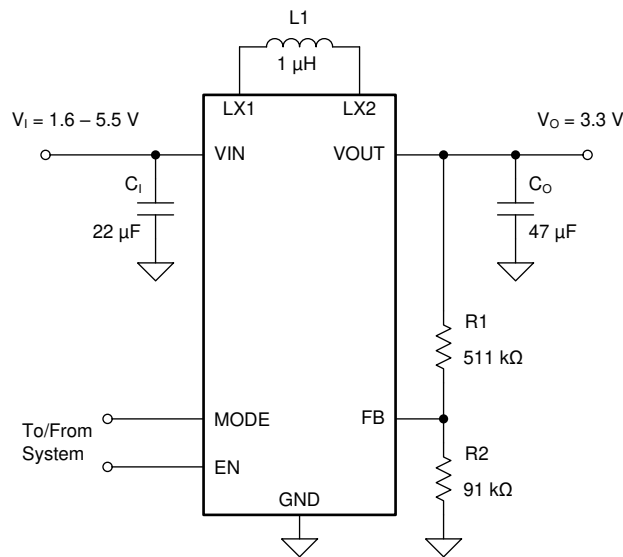 L1
1 µH
LX1
LX2
V_I = 1.6 – 5.5 V
V_O = 3.3 V
VIN
VOUT
C_I
22 µF
C_O
47 µF
R1
511 kΩ
To/From
System
MODE
FB
EN
R2
91 kΩ
GND